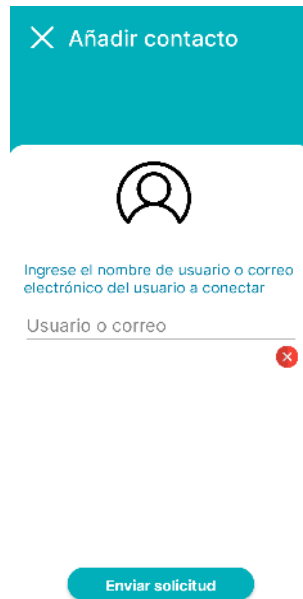 Añadir contacto
Ingrese el nombre de usuario o correo
electrónico del usuario a conectar
Usuario o correo
Enviar solicitud